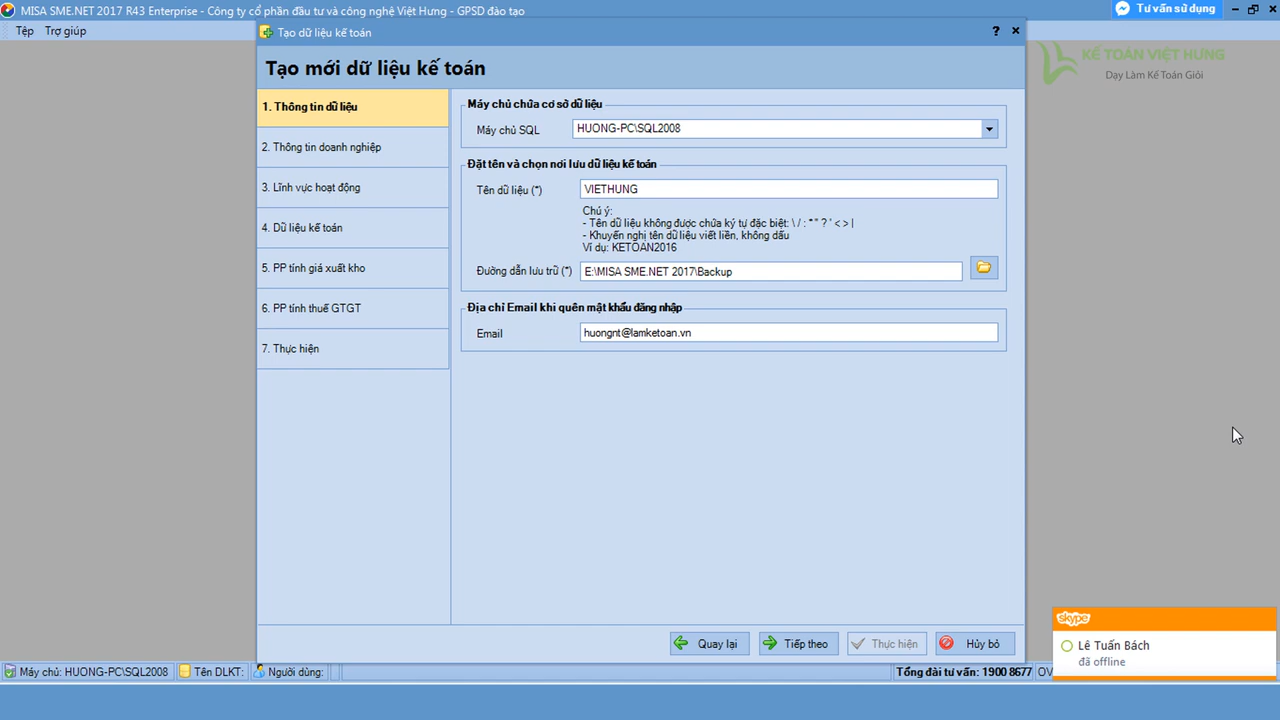 MISA SME.NET 2017 R43 Enterprise - Công ty cổ phần đầu tư và công nghệ Việt Hưng - GPSD đào tạo
Tư vấn sử dụng
Tệp Trợ giúp
Tạo dữ liệu kế toán
KẾ TOÁN VIỆT HƯNG
Dạy Làm Kế Toán Giỏi
Tạo mới dữ liệu kế toán
1. Thông tin dữ liệu
2. Thông tin doanh nghiệp
3. Lĩnh vực hoạt động
4. Dữ liệu kế toán
5. PP tính giá xuất kho
6. PP tính thuế GTGT
7. Thực hiện
Máy chủ chứa cơ sở dữ liệu
Máy chủ SQL HUONG-PC\SQL2008
Đặt tên và chọn nơi lưu dữ liệu kế toán
Tên dữ liệu (*) VIETHUNG
Chú ý:
- Tên dữ liệu không được chứa ký tự đặc biệt: \ / : * " ? ' < > |
- Khuyến nghị tên dữ liệu viết liền, không dấu
Ví dụ: KETOAN2016
Đường dẫn lưu trữ (*) E:\MISA SME.NET 2017\Backup
Địa chỉ Email khi quên mật khẩu đăng nhập
Email huongnt@lamketoan.vn
Quay lại Tiếp theo Thực hiện Hủy bỏ
skype
Lê Tuấn Bách
đã offline
Máy chủ: HUONG-PC\SQL2008 Tên DLKT: Người dùng: Tổng đài tư vấn: 1900 8677 OV